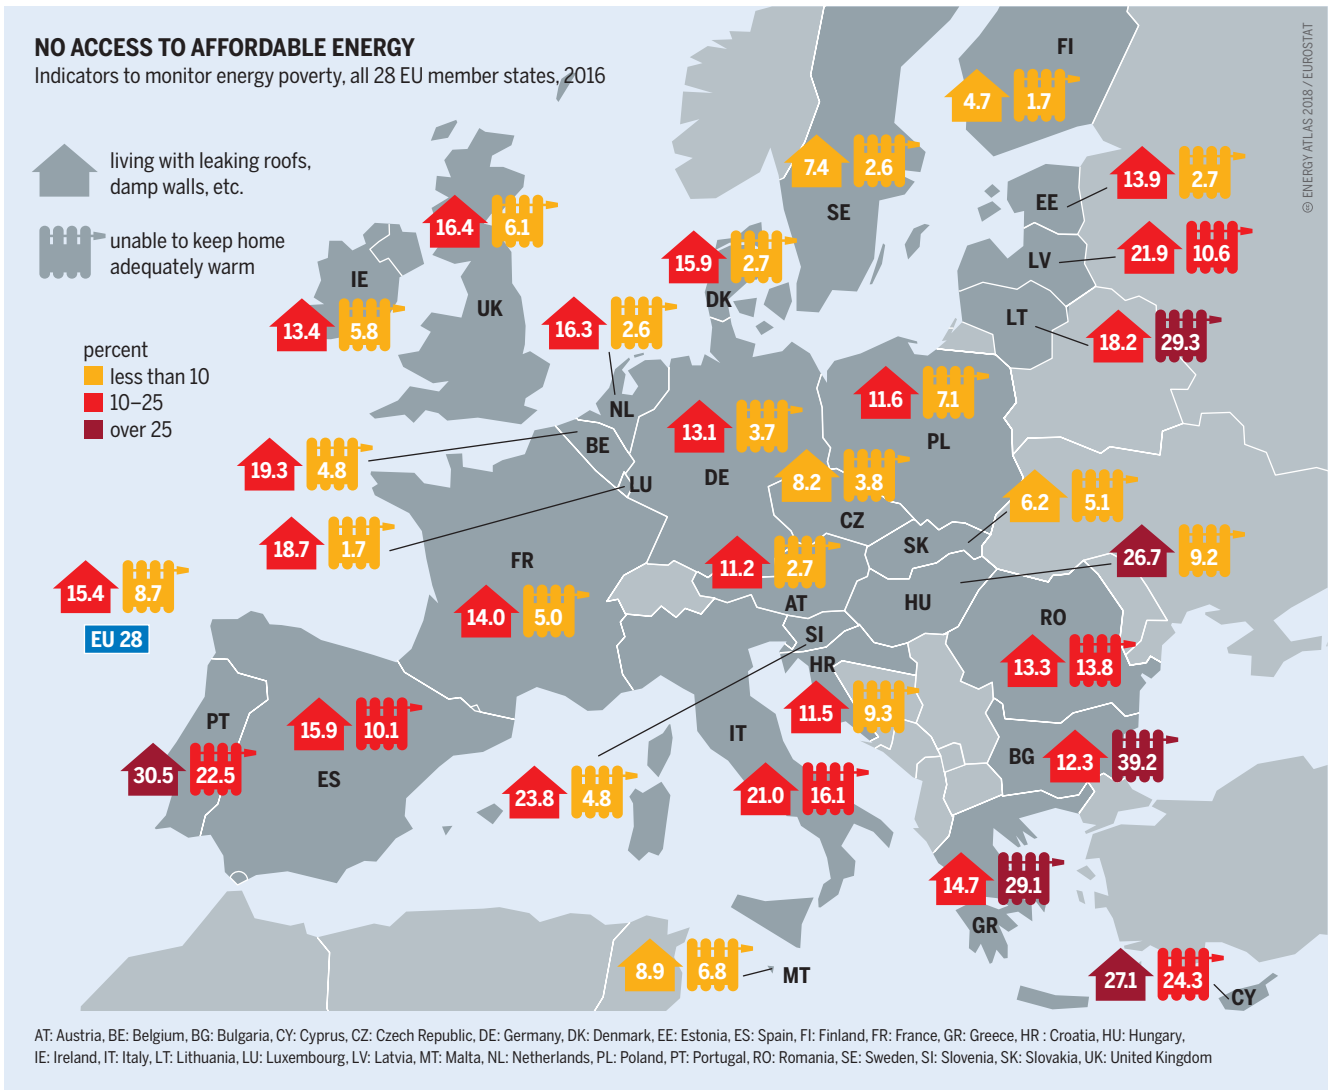 NO ACCESS TO AFFORDABLE ENERGY
Indicators to monitor energy poverty, all 28 EU member states, 2016
© ENERGY ATLAS 2018 / EUROSTAT
living with leaking roofs,
damp walls, etc.
unable to keep home
adequately warm
percent
less than 10
10–25
over 25
FI
4.7 1.7
7.4 2.6
SE
13.9 2.7
EE
16.4 6.1
UK
21.9 10.6
LV
15.9 2.7
DK
IE
13.4 5.8
16.3 2.6
NL
LT
18.2 29.3
11.6 7.1
PL
13.1 3.7
DE
19.3 4.8
BE
8.2 3.8
CZ
LU
18.7 1.7
6.2 5.1
SK
26.7 9.2
HU
11.2 2.7
AT
FR
14.0 5.0
15.4 8.7
EU 28
RO
13.3 13.8
SI
23.8 4.8
HR
11.5 9.3
PT
30.5 22.5
15.9 10.1
ES
IT
21.0 16.1
BG
12.3 39.2
14.7 29.1
GR
8.9 6.8
MT
27.1 24.3
CY
AT: Austria, BE: Belgium, BG: Bulgaria, CY: Cyprus, CZ: Czech Republic, DE: Germany, DK: Denmark, EE: Estonia, ES: Spain, FI: Finland, FR: France, GR: Greece, HR : Croatia, HU: Hungary,
IE: Ireland, IT: Italy, LT: Lithuania, LU: Luxembourg, LV: Latvia, MT: Malta, NL: Netherlands, PL: Poland, PT: Portugal, RO: Romania, SE: Sweden, SI: Slovenia, SK: Slovakia, UK: United Kingdom